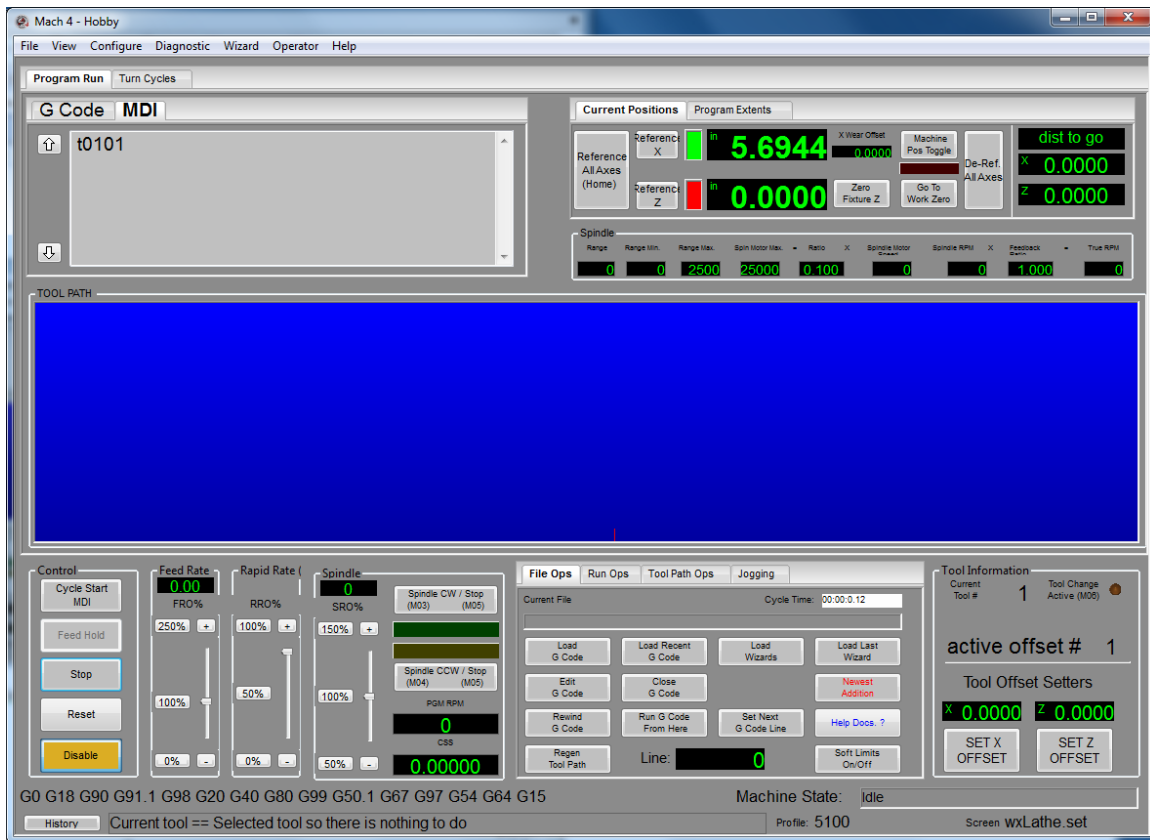 Mach 4 - Hobby
File View Configure Diagnostic Wizard Operator Help
Program Run Turn Cycles
G Code MDI
t0101
Current Positions Program Extents
Reference All Axes (Home)
Reference X
in 5.6944
X Wear Offset
0.0000
Machine Pos Toggle
De-Ref. All Axes
Reference Z
in 0.0000
Zero Fixture Z
Go To Work Zero
dist to go
X 0.0000
Z 0.0000
Spindle
Range Range Min. Range Max. Spin Motor Max. - Ratio X Spindle Motor Spindle RPM X Feedback - True RPM
0 0 2500 25000 0.100 0 0 1.000 0
TOOL PATH
Control
Cycle Start MDI
Feed Hold
Stop
Reset
Disable
Feed Rate
0.00
FRO%
250% +
100%
0% -
Rapid Rate (
RRO%
100% +
50%
0% -
Spindle
0
SRO%
150% +
100%
50% -
Spindle CW / Stop
(M03) (M05)
Spindle CCW / Stop
(M04) (M05)
PGM RPM
0
CSS
0.00000
File Ops Run Ops Tool Path Ops Jogging
Current File
Cycle Time: 00:00:0.12
Load G Code
Load Recent G Code
Load Wizards
Load Last Wizard
Edit G Code
Close G Code
Newest Addition
Rewind G Code
Run G Code From Here
Set Next G Code Line
Help Docs. ?
Regen Tool Path
Line: 0
Soft Limits On/Off
Tool Information
Current Tool # 1
Tool Change Active (M06)
active offset # 1
Tool Offset Setters
X 0.0000 Z 0.0000
SET X OFFSET
SET Z OFFSET
G0 G18 G90 G91.1 G98 G20 G40 G80 G99 G50.1 G67 G97 G54 G64 G15
Machine State: Idle
History
Current tool == Selected tool so there is nothing to do
Profile: 5100
Screen wxLathe.set